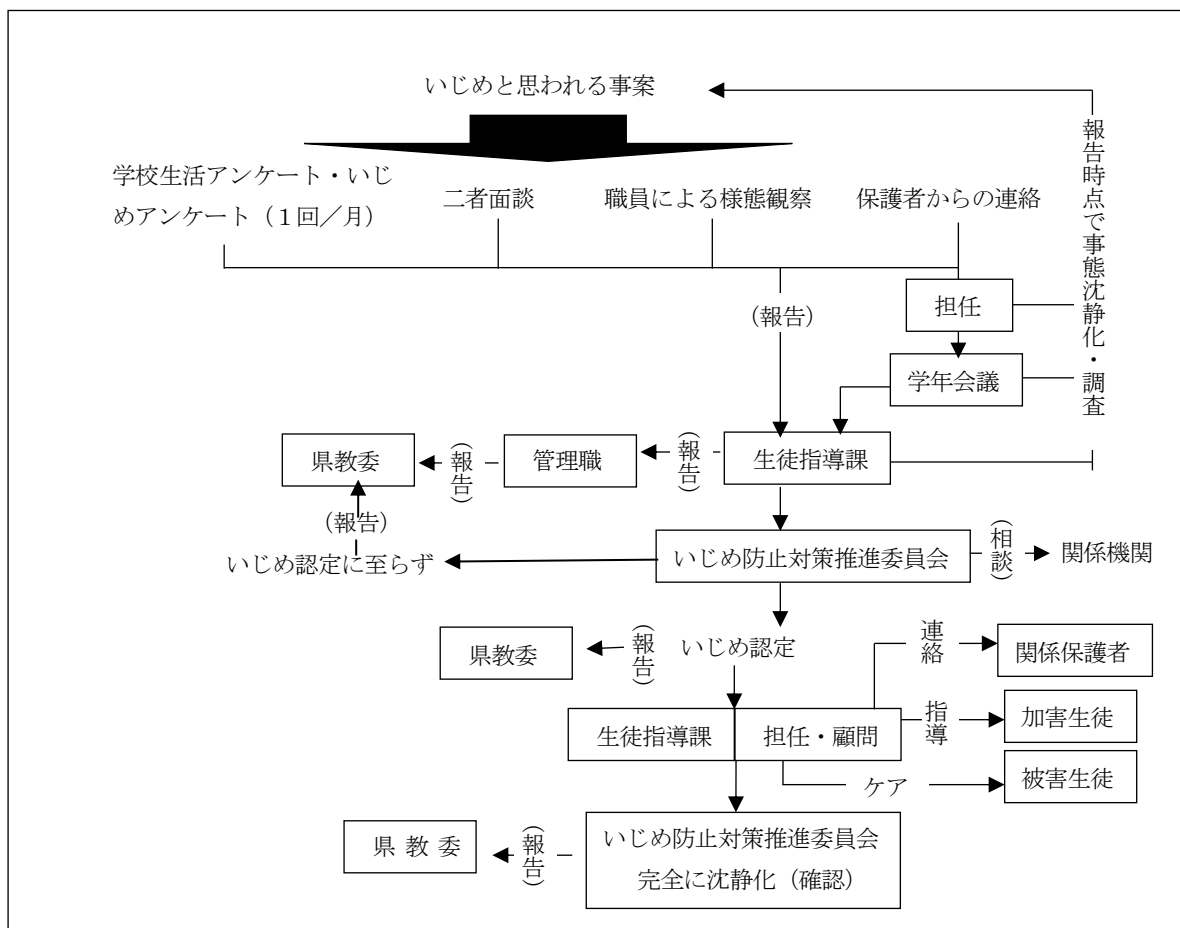 いじめと思われる事案
学校生活アンケート・いじ
めアンケート（１回／月）
二者面談
職員による様態観察
保護者からの連絡
報告時点で事態沈静化・調査
（報告）
担任
学年会議
県教委
（報告）
管理職
（報告）
生徒指導課
（報告）
いじめ認定に至らず
いじめ防止対策推進委員会
（相談）
関係機関
県教委
（報告）
いじめ認定
連絡
関係保護者
生徒指導課
担任・顧問
指導
加害生徒
ケア
被害生徒
県 教 委
（報告）
いじめ防止対策推進委員会
完全に沈静化（確認）